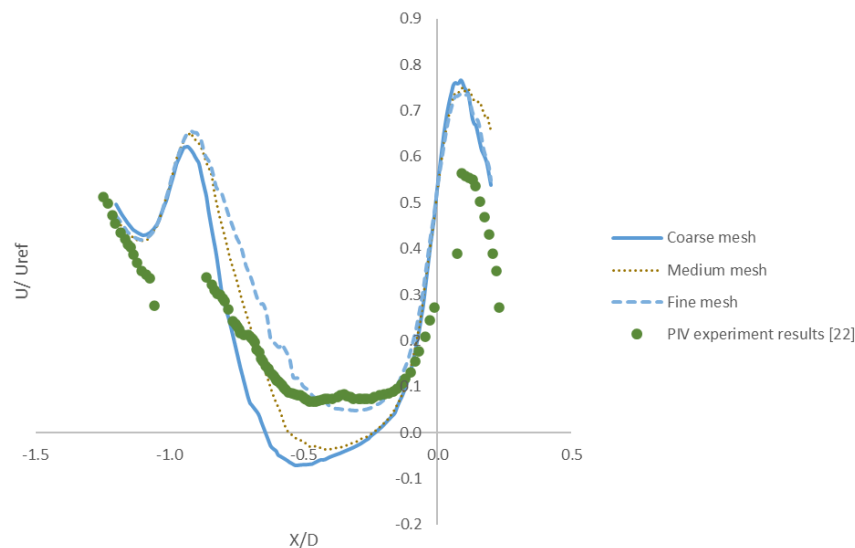 0.9
0.8
0.7
0.6
0.5
0.4
0.3
0.2
0.1
0.0
-0.1
-0.2
-1.5 -1.0 -0.5 0.0 0.5
U/ Uref
X/D
Coarse mesh
Medium mesh
Fine mesh
PIV experiment results [22]